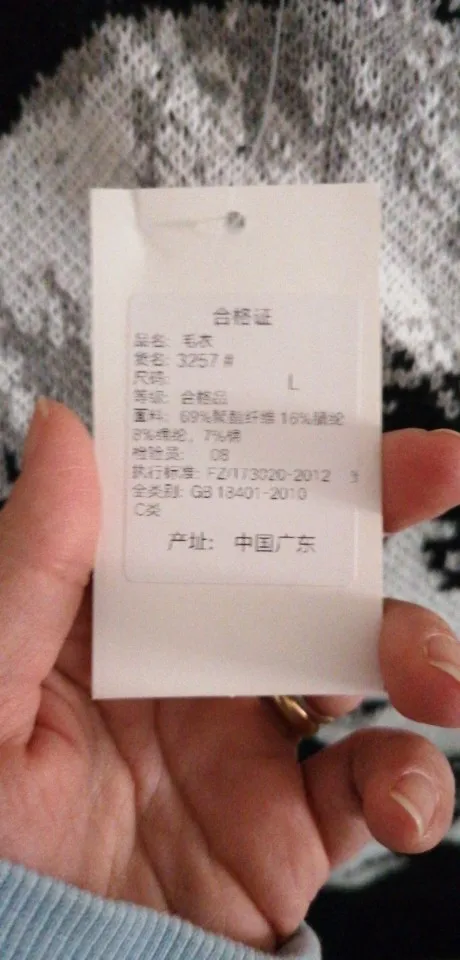 合格证
品名: 毛衣
货名: 3257 #
尺码: L
等级: 合格品
面料: 69%聚酯纤维 16%腈纶
8%锦纶, 7%棉
检验员: 08
执行标准: FZ/T73020-2012
全类别: GB 18401-2010
C类
产址: 中国广东